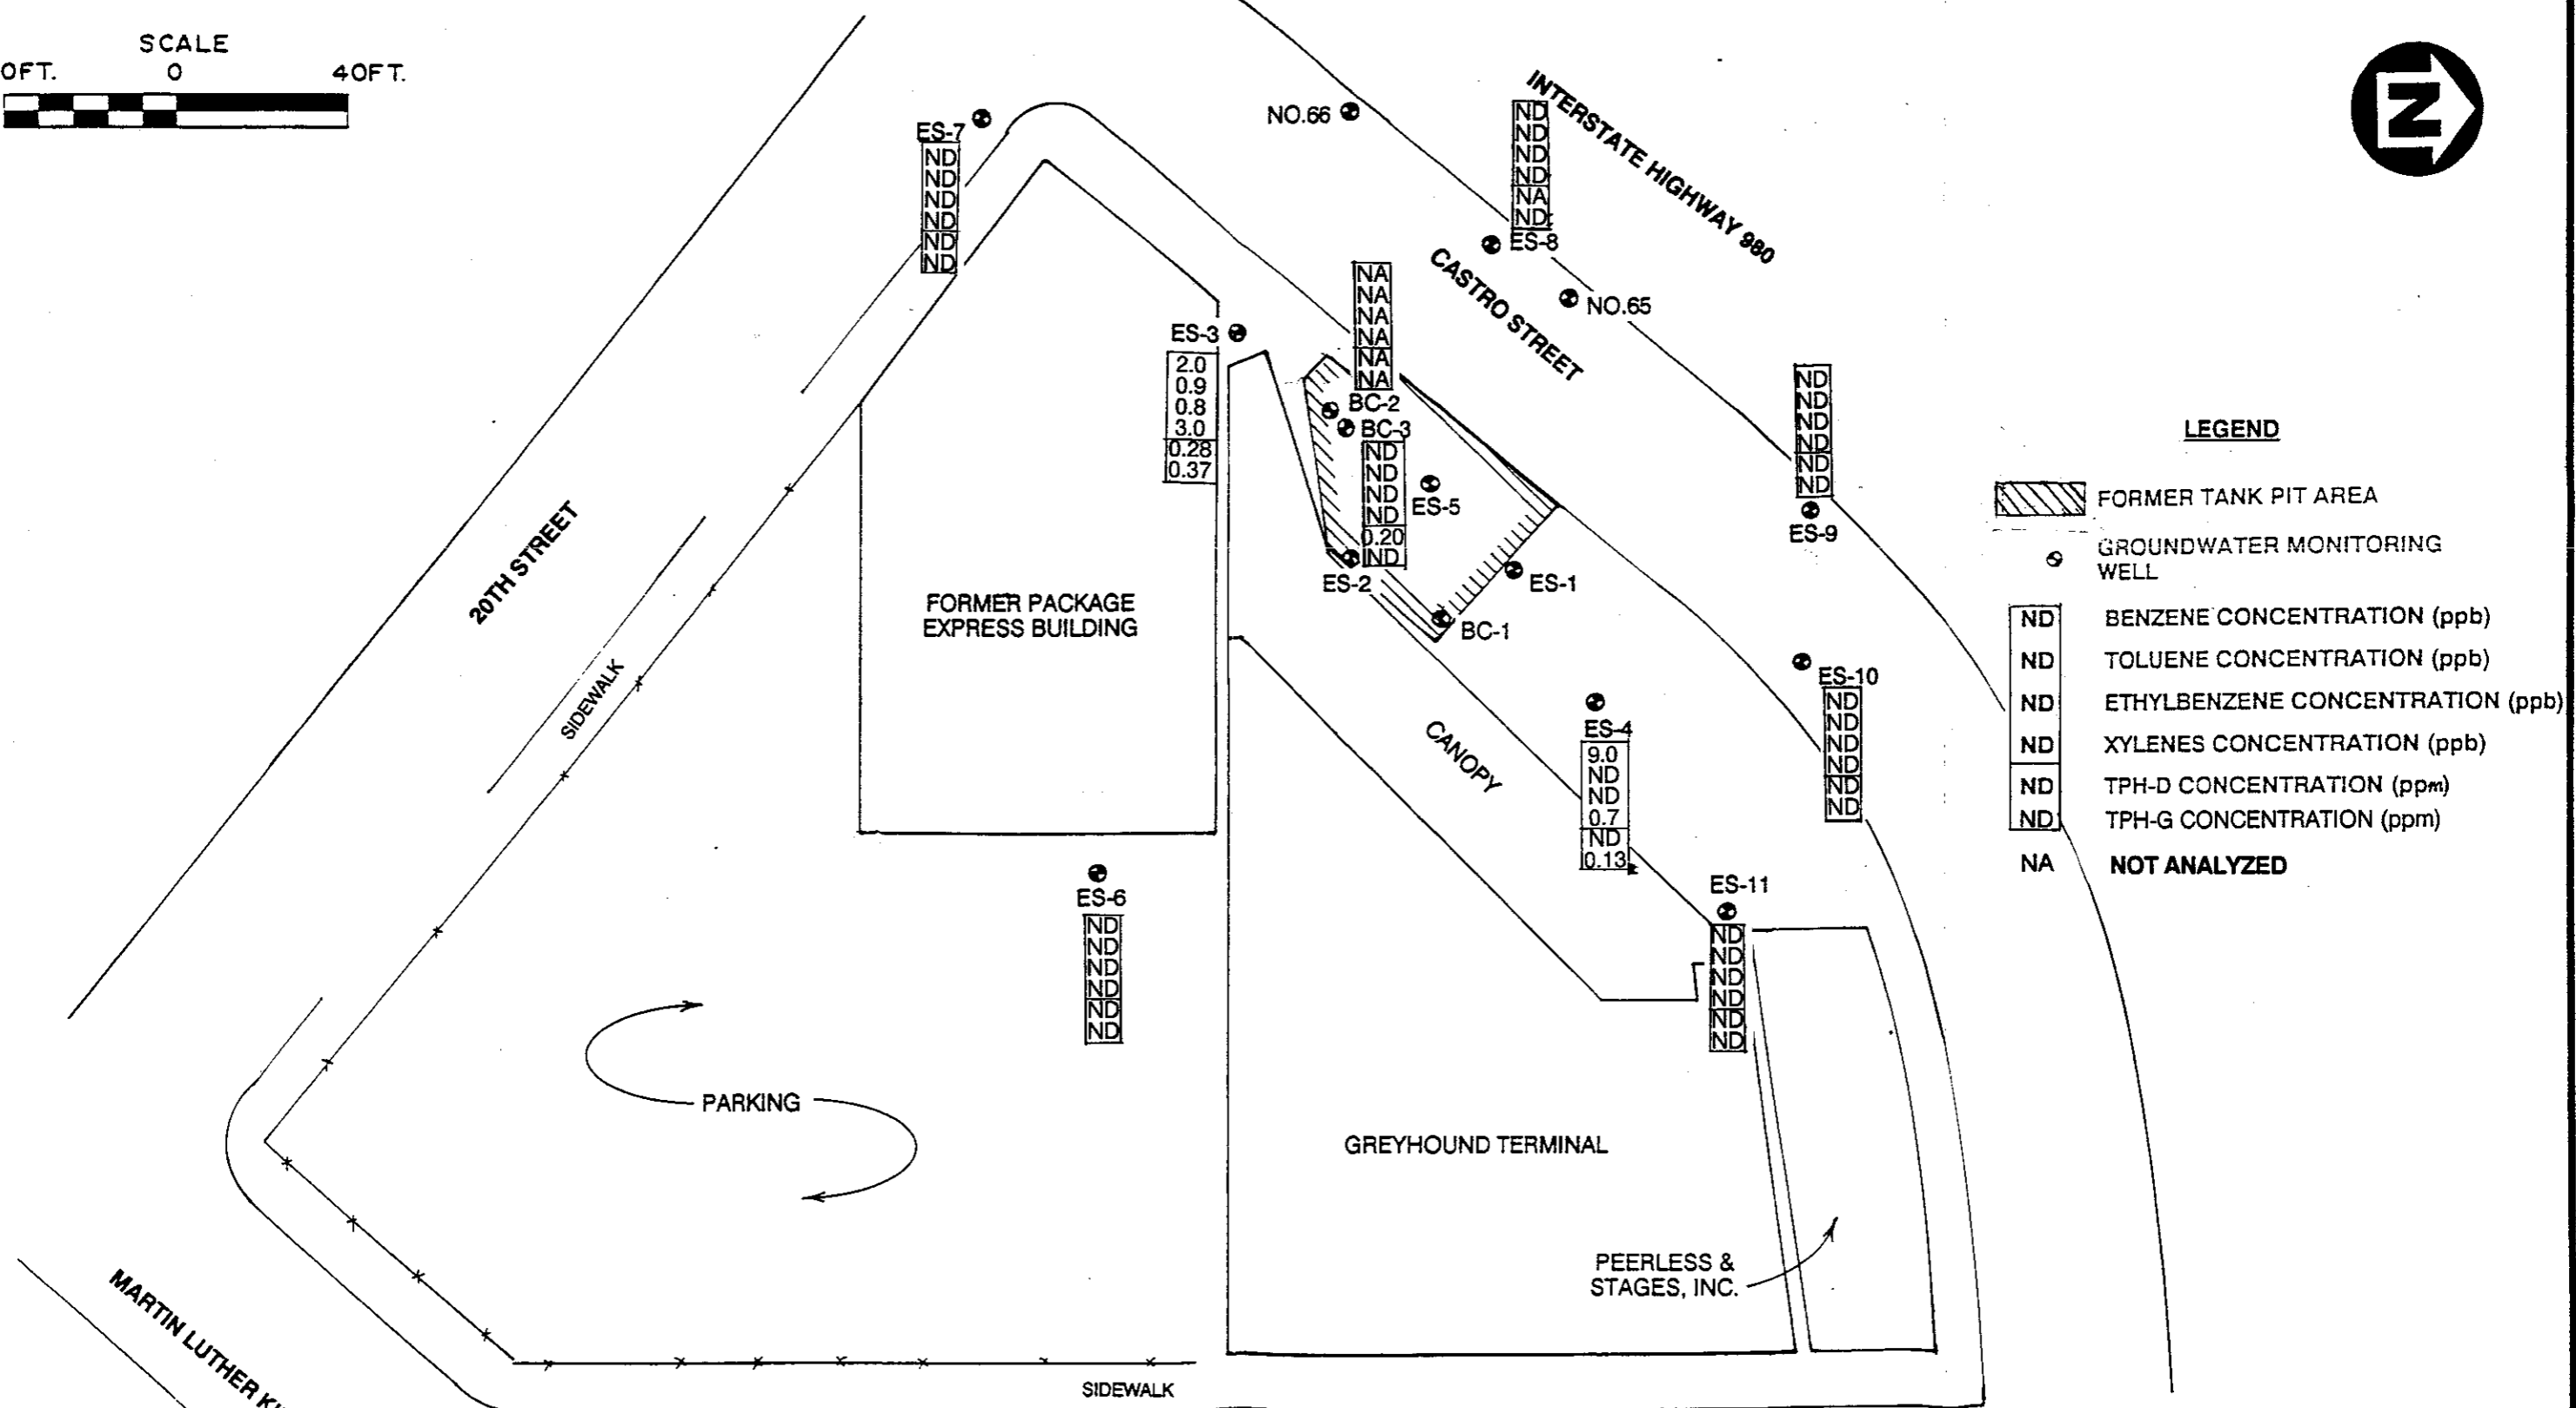 SCALE
0FT. 0 40FT.
N
NO.66
ES-7
ND
ND
ND
ND
ND
ND
INTERSTATE HIGHWAY 980
ND
ND
ND
ND
NA
ND
ES-8
CASTRO STREET
NO.65
ES-3
2.0
0.9
0.8
3.0
0.28
0.37
NA
NA
NA
NA
NA
NA
BC-2
BC-3
ND
ND
ND
ND
0.20
ND
ES-5
ES-2
ES-1
BC-1
ND
ND
ND
ND
ND
ND
ES-9
20TH STREET
SIDEWALK
FORMER PACKAGE
EXPRESS BUILDING
CANOPY
ES-4
9.0
ND
ND
0.7
ND
0.13
ES-10
ND
ND
ND
ND
ND
ND
ES-6
ND
ND
ND
ND
ND
ND
ES-11
ND
ND
ND
ND
ND
ND
PARKING
GREYHOUND TERMINAL
PEERLESS &
STAGES, INC.
MARTIN LUTHER
SIDEWALK
LEGEND
FORMER TANK PIT AREA
GROUNDWATER MONITORING
WELL
ND BENZENE CONCENTRATION (ppb)
ND TOLUENE CONCENTRATION (ppb)
ND ETHYLBENZENE CONCENTRATION (ppb)
ND XYLENES CONCENTRATION (ppb)
ND TPH-D CONCENTRATION (ppm)
ND TPH-G CONCENTRATION (ppm)
NA NOT ANALYZED